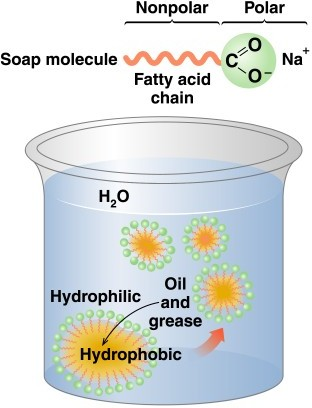 Nonpolar Polar
Soap molecule
C
O
O⁻
Na⁺
Fatty acid
chain
H₂O
Hydrophilic
Oil
and
grease
Hydrophobic